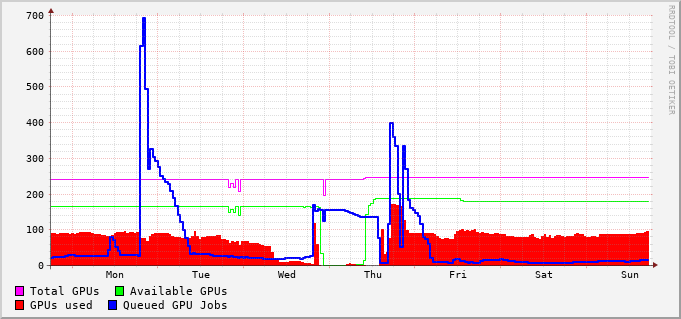 700
600
500
400
300
200
100
0
Mon Tue Wed Thu Fri Sat Sun
Total GPUs Available GPUs
GPUs used Queued GPU Jobs
RRDTOOL / TOBI OETIKER